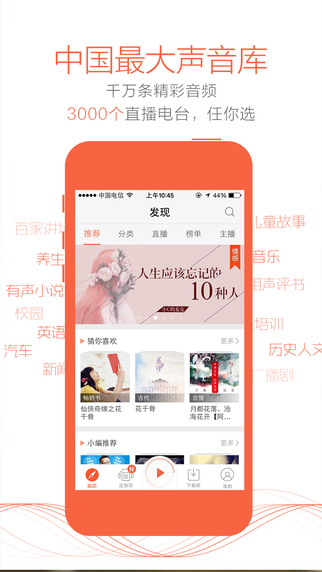 中国最大声音库
千万条精彩音频
3000个直播电台，任你选
中国电信
上午10:45
发现
推荐
分类
直播
榜单
主播
情感
人生应该忘记的
10种人
小C的麦克
猜你喜欢
更多
畅销书
古代
言情
仙侠奇缘之花千骨
花千骨
月都花落，沧海花开【阿...
小编推荐
更多
发现
定制听
N
下载听
我的
百家讲坛
养生
有声小说
校园
英语
汽车
新闻
儿童故事
音乐
相声评书
培训
历史人文
广播剧